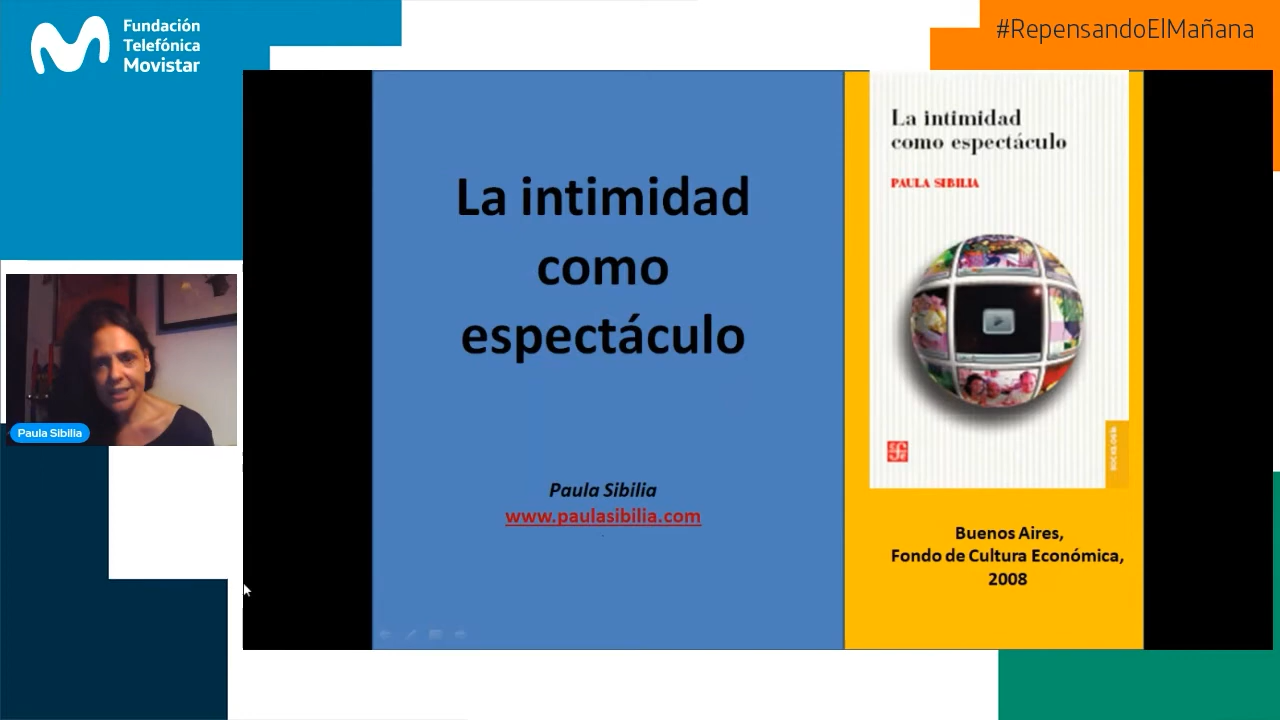 Fundación
Telefónica
Movistar
#RepensandoElMañana
La intimidad
como
espectáculo
Paula Sibilia
www.paulasibilia.com
La intimidad
como espectáculo
PAULA SIBILIA
SOCIOLOGÍA
Buenos Aires,
Fondo de Cultura Económica,
2008
Paula Sibilia